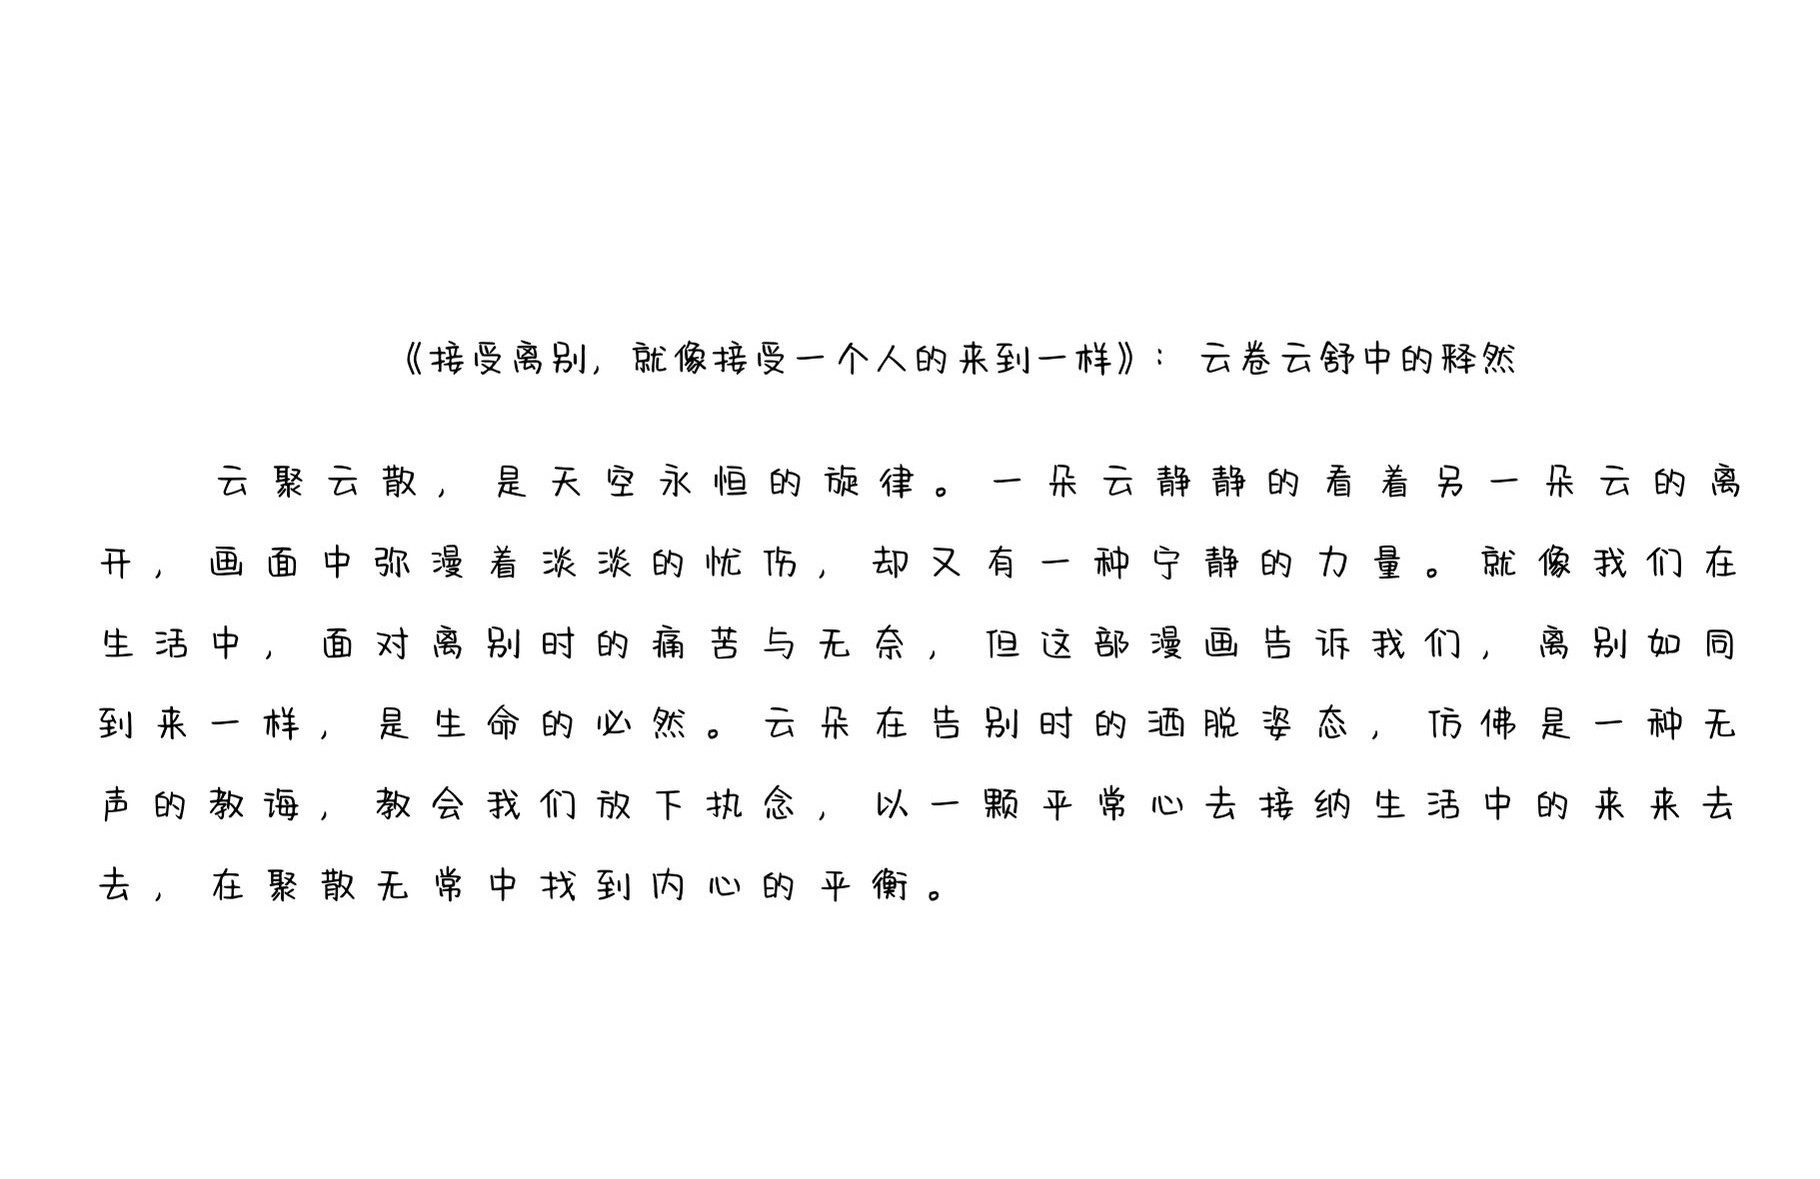 《接受离别，就像接受一个人的来到一样》：云卷云舒中的释然
云聚云散，是天空永恒的旋律。一朵云静静的看着另一朵云的离
开，画面中弥漫着淡淡的忧伤，却又有一种宁静的力量。就像我们在
生活中，面对离别时的痛苦与无奈，但这部漫画告诉我们，离别如同
到来一样，是生命的必然。云朵在告别时的洒脱姿态，仿佛是一种无
声的教诲，教会我们放下执念，以一颗平常心去接纳生活中的来来去
去，在聚散无常中找到内心的平衡。